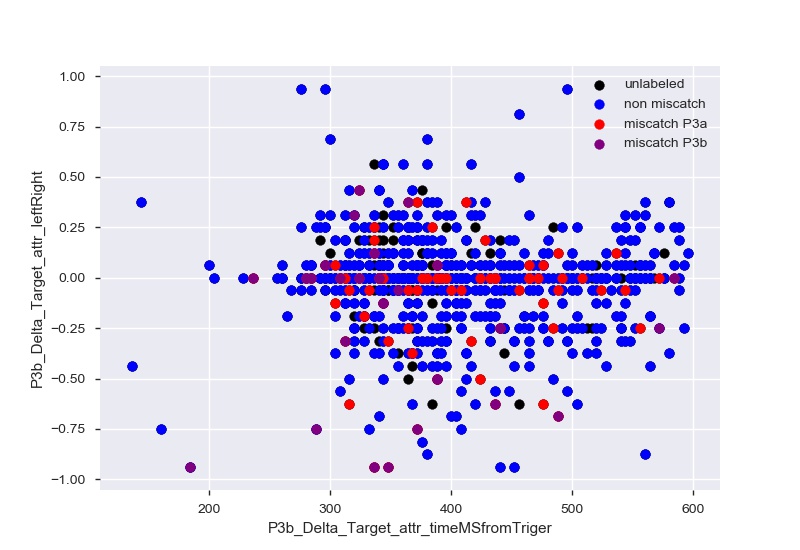 1.00
0.75
0.50
0.25
0.00
−0.25
−0.50
−0.75
−1.00
P3b_Delta_Target_attr_leftRight
unlabeled
non miscatch
miscatch P3a
miscatch P3b
200
300
400
500
600
P3b_Delta_Target_attr_timeMSfromTriger